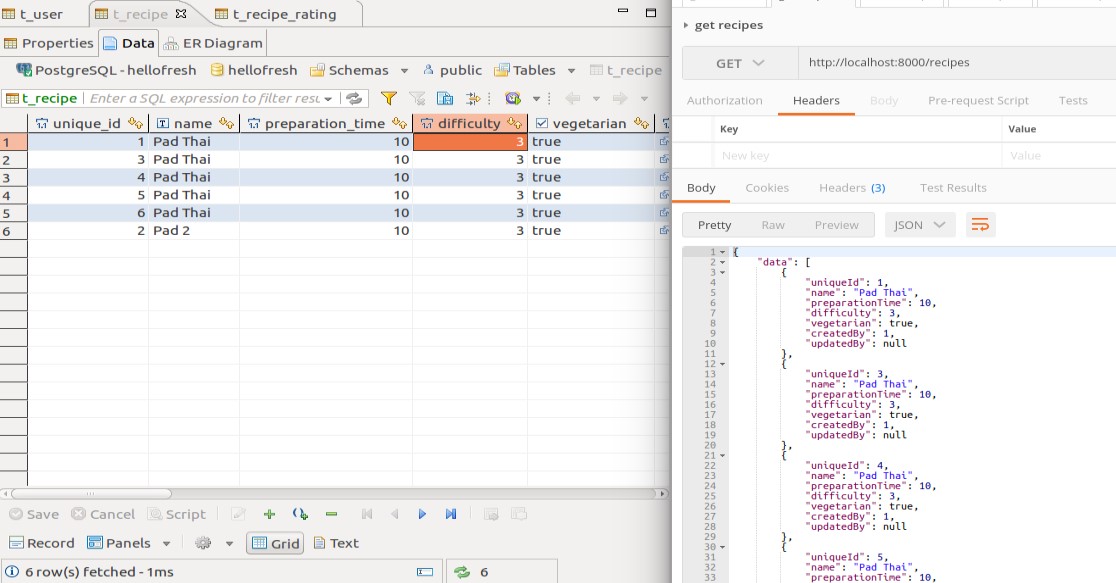 t_user t_recipe t_recipe_rating
Properties Data ER Diagram
PostgreSQL - hellofresh hellofresh Schemas public Tables t_recipe
t_recipe Enter a SQL expression to filter resu
unique_id name preparation_time difficulty vegetarian
1 1 Pad Thai 10 3 true
2 3 Pad Thai 10 3 true
3 4 Pad Thai 10 3 true
4 5 Pad Thai 10 3 true
5 6 Pad Thai 10 3 true
6 2 Pad 2 10 3 true
Save Cancel Script
Record Panels Grid Text
6 row(s) fetched - 1ms 6
get recipes
GET http://localhost:8000/recipes
Authorization Headers Body Pre-request Script Tests
Key Value
New key Value
Body Cookies Headers (3) Test Results
Pretty Raw Preview JSON
1 {
2 "data": [
3 {
4 "uniqueId": 1,
5 "name": "Pad Thai",
6 "preparationTime": 10,
7 "difficulty": 3,
8 "vegetarian": true,
9 "createdBy": 1,
10 "updatedBy": null
11 },
12 {
13 "uniqueId": 3,
14 "name": "Pad Thai",
15 "preparationTime": 10,
16 "difficulty": 3,
17 "vegetarian": true,
18 "createdBy": 1,
19 "updatedBy": null
20 },
21 {
22 "uniqueId": 4,
23 "name": "Pad Thai",
24 "preparationTime": 10,
25 "difficulty": 3,
26 "vegetarian": true,
27 "createdBy": 1,
28 "updatedBy": null
29 },
30 {
31 "uniqueId": 5,
32 "name": "Pad Thai",
33 "preparationTime": 10,